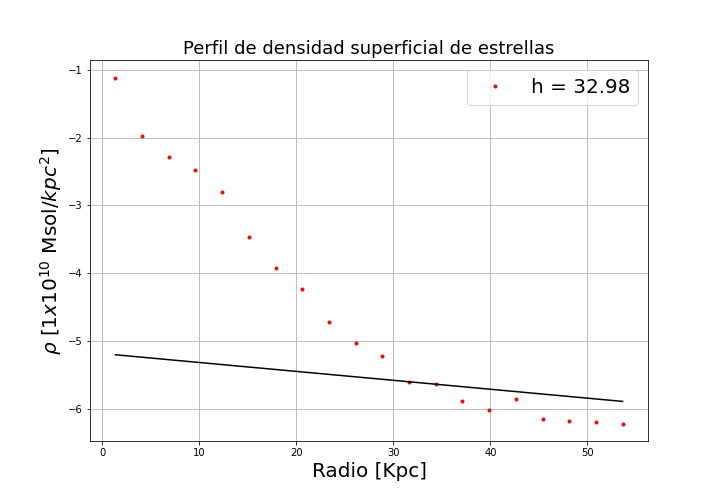 Perfil de densidad superficial de estrellas
h = 32.98
ρ [1x10¹⁰ Msol/kpc²]
−1
−2
−3
−4
−5
−6
0 10 20 30 40 50
Radio [Kpc]